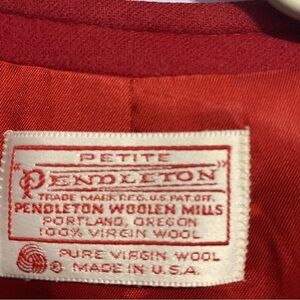 PETITE
"PENDLETON"
TRADE MARK REG. U.S. PAT. OFF.
PENDLETON WOOLEN MILLS
PORTLAND, OREGON
100% VIRGIN WOOL
PURE VIRGIN WOOL
® MADE IN U.S.A.